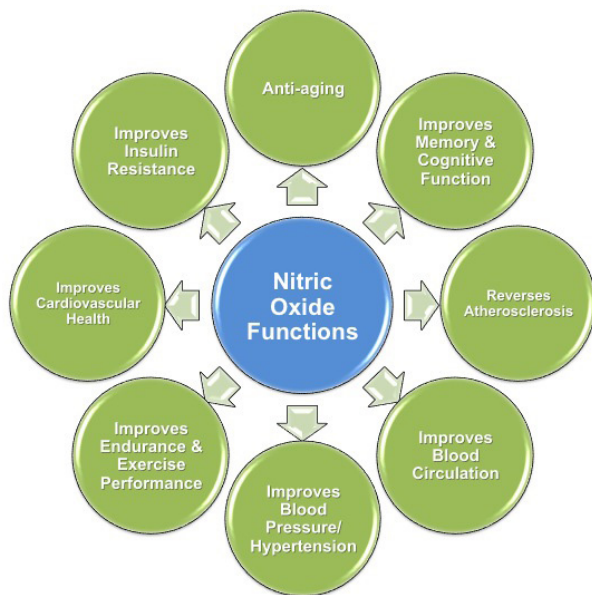 Anti-aging
Improves
Memory &
Cognitive
Function
Reverses
Atherosclerosis
Improves
Blood
Circulation
Improves
Blood
Pressure/
Hypertension
Improves
Endurance &
Exercise
Performance
Improves
Cardiovascular
Health
Improves
Insulin
Resistance
Nitric
Oxide
Functions